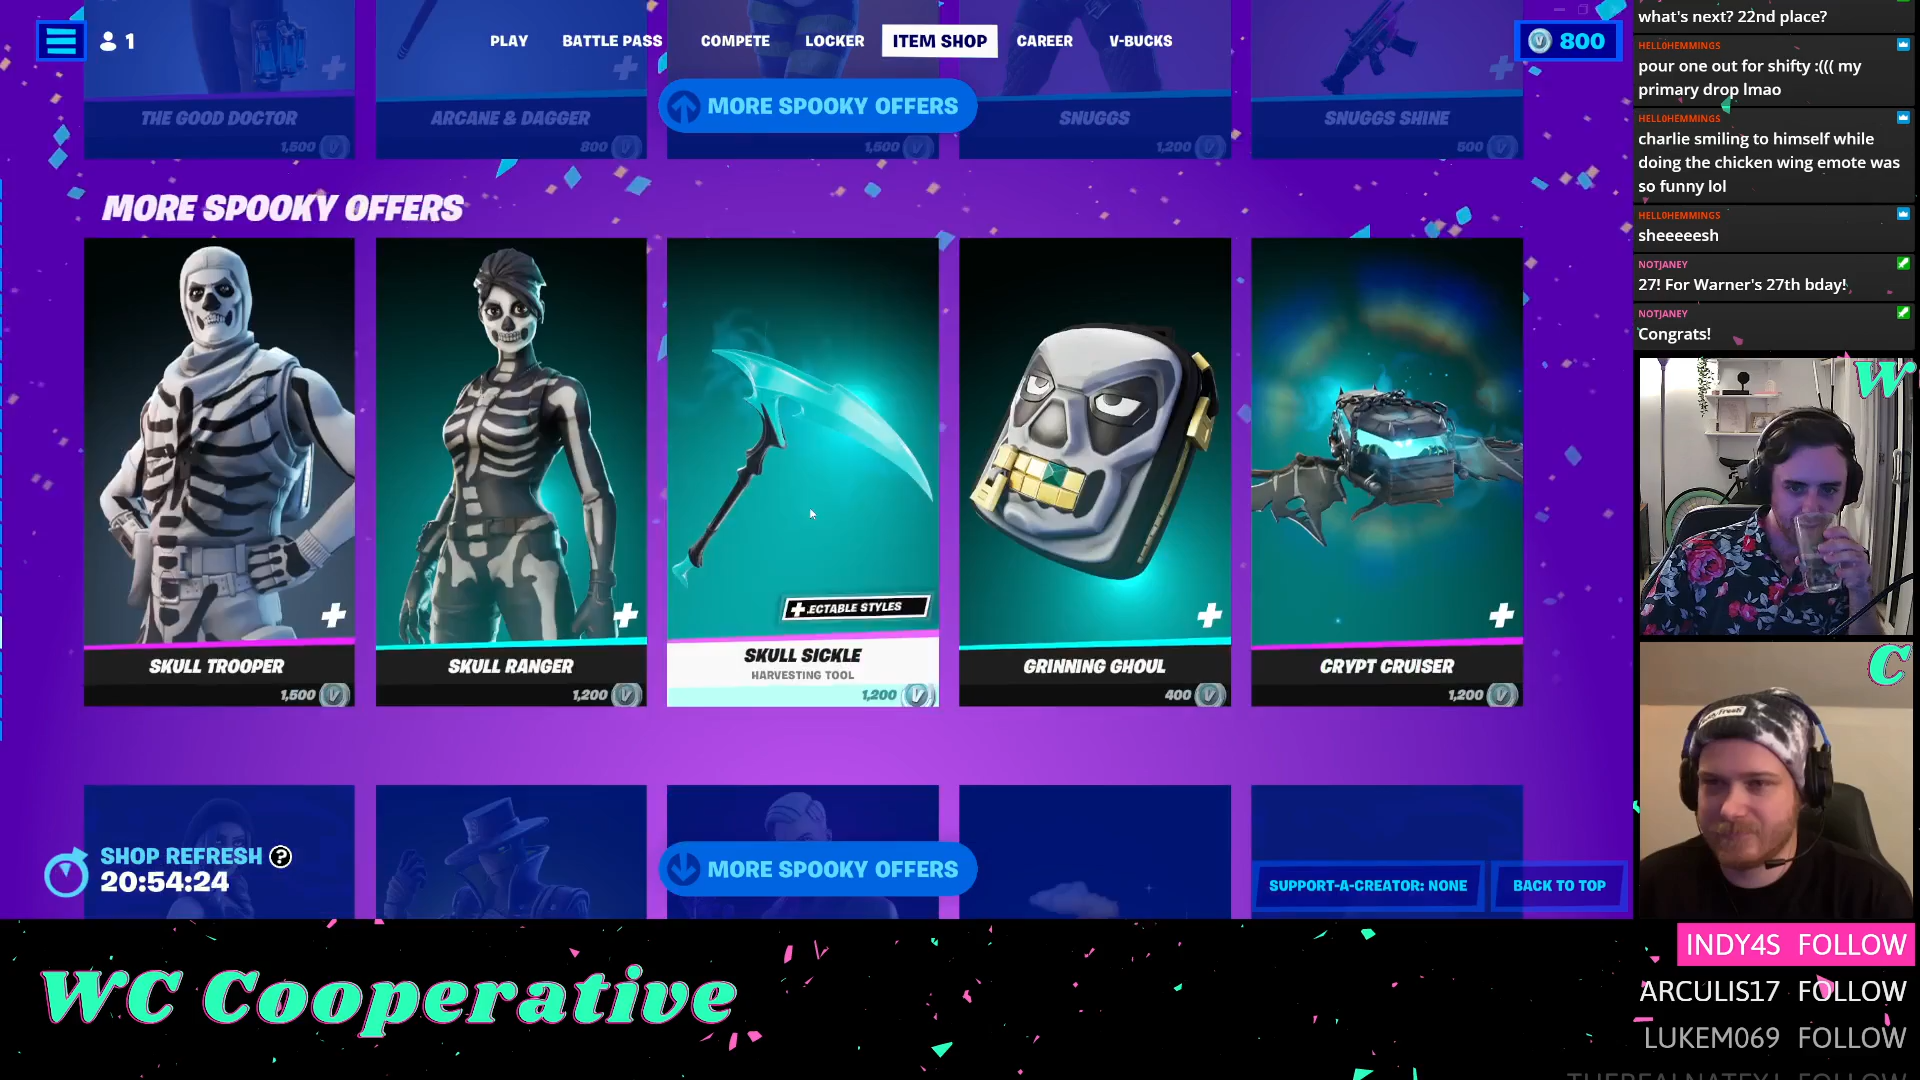 1
PLAY
BATTLE PASS
COMPETE
LOCKER
ITEM SHOP
CAREER
V-BUCKS
800
MORE SPOOKY OFFERS
THE GOOD DOCTOR
1,500
ARCANE & DAGGER
800
1,500
SNUGGS
1,200
SNUGGS SHINE
500
MORE SPOOKY OFFERS
SKULL TROOPER
1,500
SKULL RANGER
1,200
ECTABLE STYLES
SKULL SICKLE
HARVESTING TOOL
1,200
GRINNING GHOUL
400
CRYPT CRUISER
1,200
SHOP REFRESH ?
20:54:24
MORE SPOOKY OFFERS
SUPPORT-A-CREATOR: NONE
BACK TO TOP
what's next? 22nd place?
HELL0HEMMINGS
pour one out for shifty :((( my
primary drop lmao
HELL0HEMMINGS
charlie smiling to himself while
doing the chicken wing emote was
so funny lol
HELL0HEMMINGS
sheeeeesh
NOTJANEY
27! For Warner's 27th bday!
NOTJANEY
Congrats!
W
C
WC Cooperative
INDY4S FOLLOW
ARCULIS17 FOLLOW
LUKEM069 FOLLOW